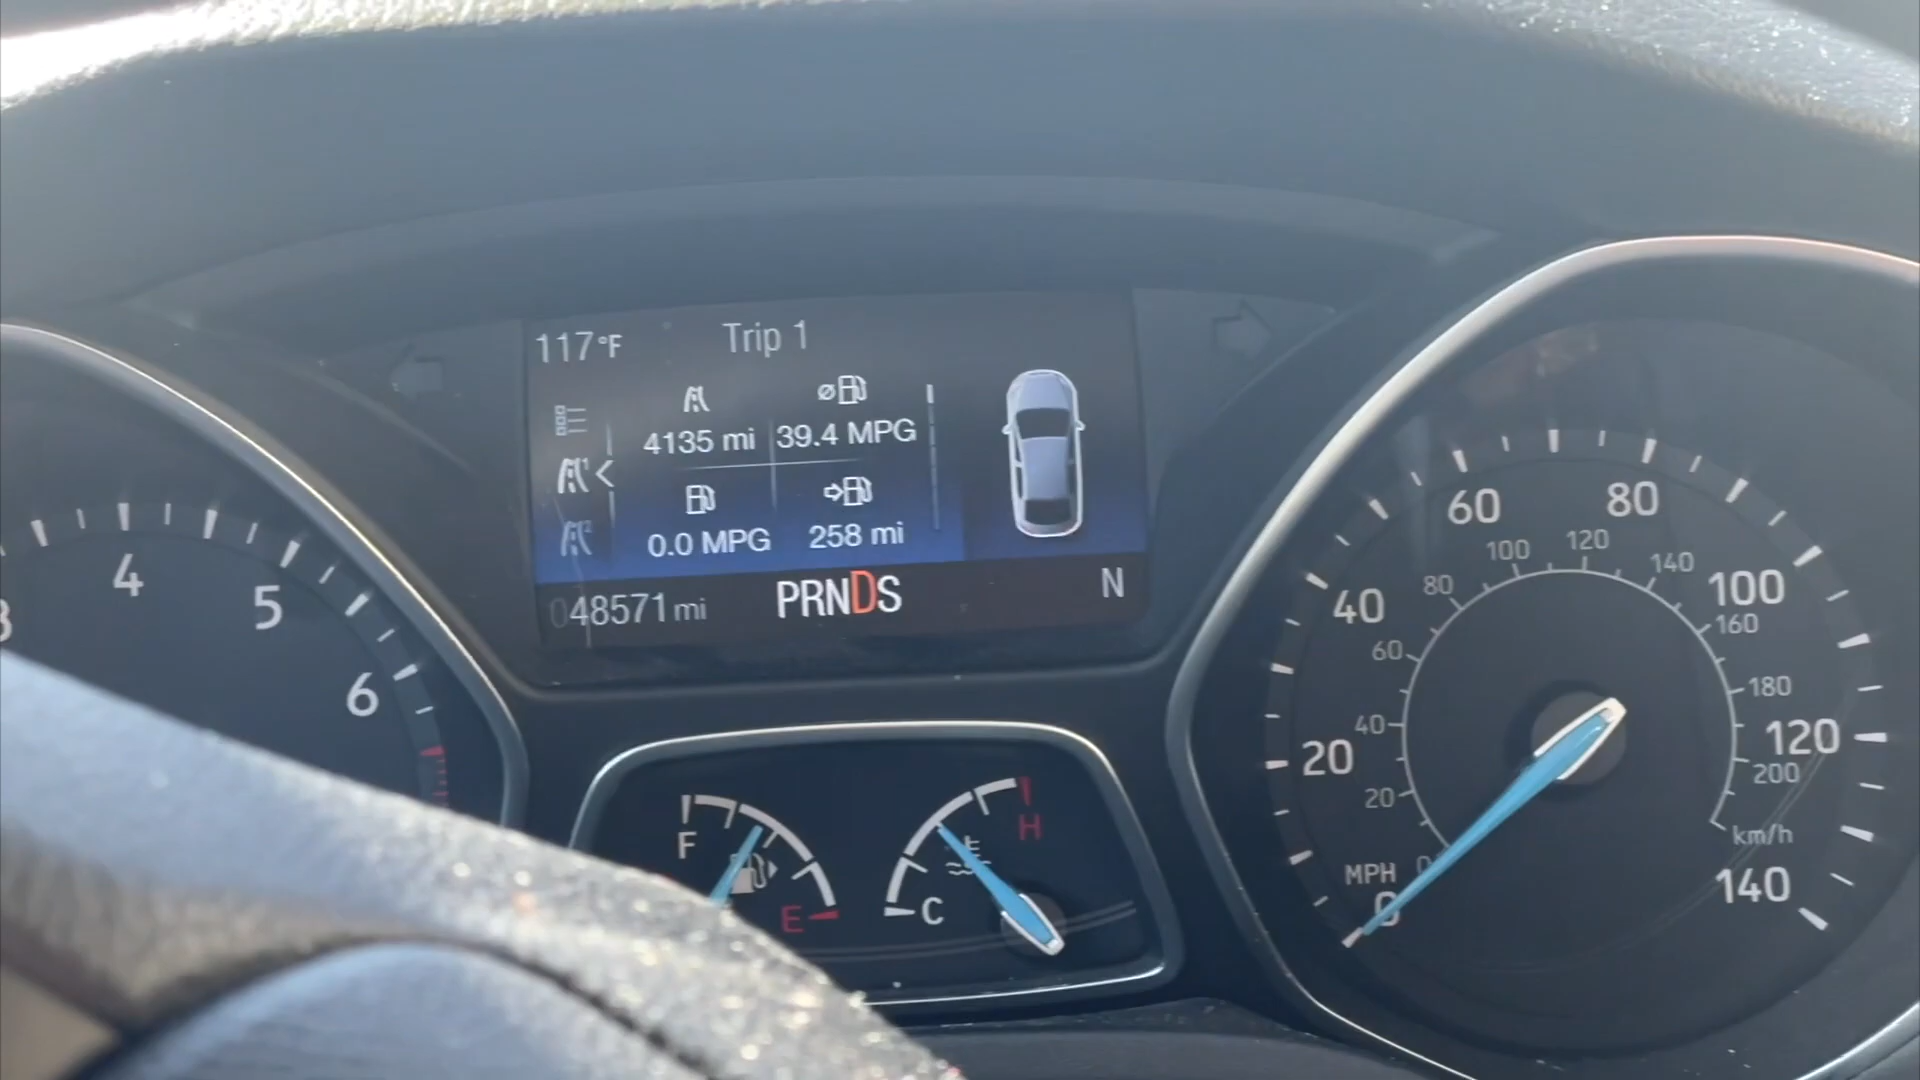 117°F Trip 1
4135 mi 39.4 MPG
0.0 MPG 258 mi
048571 mi PRNDS N
4 5 6
F E
C H
0 20 40 60 80 100 120 140
MPH
20 40 60 80 100 120 140 160 180 200
km/h